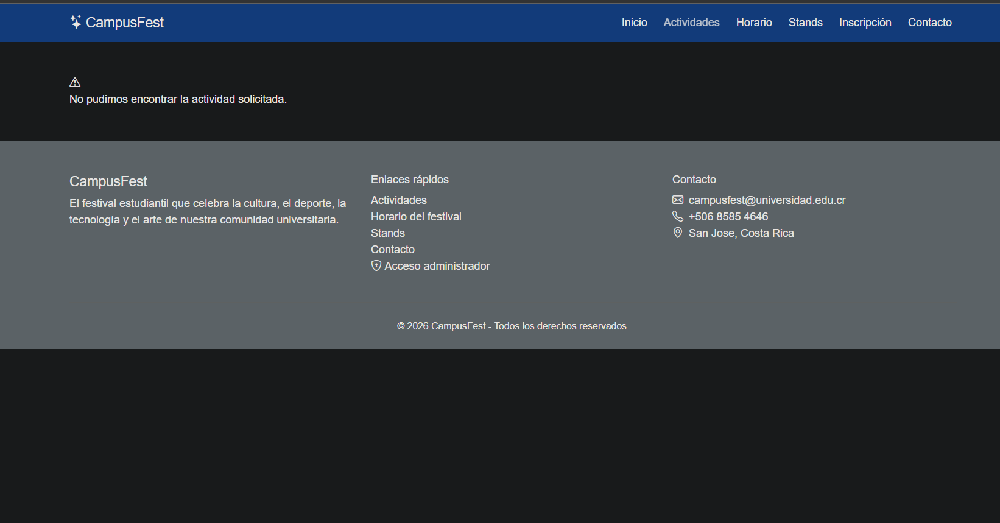 CampusFest
Inicio
Actividades
Horario
Stands
Inscripción
Contacto
No pudimos encontrar la actividad solicitada.
CampusFest
El festival estudiantil que celebra la cultura, el deporte, la
tecnología y el arte de nuestra comunidad universitaria.
Enlaces rápidos
Actividades
Horario del festival
Stands
Contacto
Acceso administrador
Contacto
campusfest@universidad.edu.cr
+506 8585 4646
San Jose, Costa Rica
© 2026 CampusFest - Todos los derechos reservados.